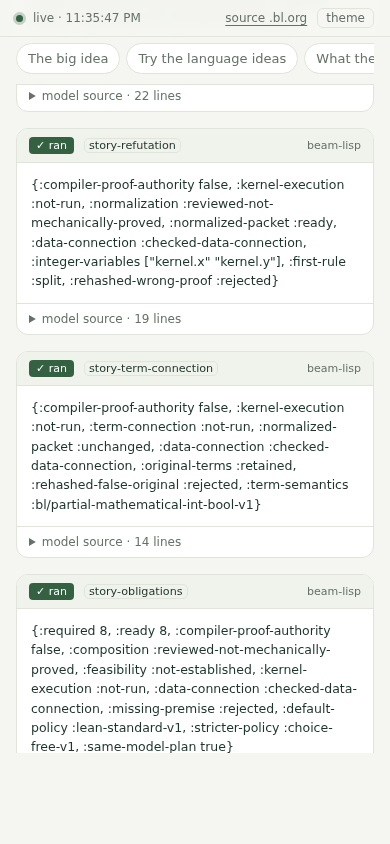 live · 11:35:47 PM
source .bl.org
theme
The big idea
Try the language ideas
What the
▶ model source · 22 lines
✓ ran
story-refutation
beam-lisp
{:compiler-proof-authority false, :kernel-execution
:not-run, :normalization :reviewed-not-
mechanically-proved, :normalized-packet :ready,
:data-connection :checked-data-connection,
:integer-variables ["kernel.x" "kernel.y"], :first-rule
:split, :rehashed-wrong-proof :rejected}
▶ model source · 19 lines
✓ ran
story-term-connection
beam-lisp
{:compiler-proof-authority false, :kernel-execution
:not-run, :term-connection :not-run, :normalized-
packet :unchanged, :data-connection :checked-
data-connection, :original-terms :retained,
:rehashed-false-original :rejected, :term-semantics
:bl/partial-mathematical-int-bool-v1}
▶ model source · 14 lines
✓ ran
story-obligations
beam-lisp
{:required 8, :ready 8, :compiler-proof-authority
false, :composition :reviewed-not-mechanically-
proved, :feasibility :not-established, :kernel-
execution :not-run, :data-connection :checked-data-
connection, :missing-premise :rejected, :default-
policy :lean-standard-v1, :stricter-policy :choice-
free-v1, :same-model-plan true}